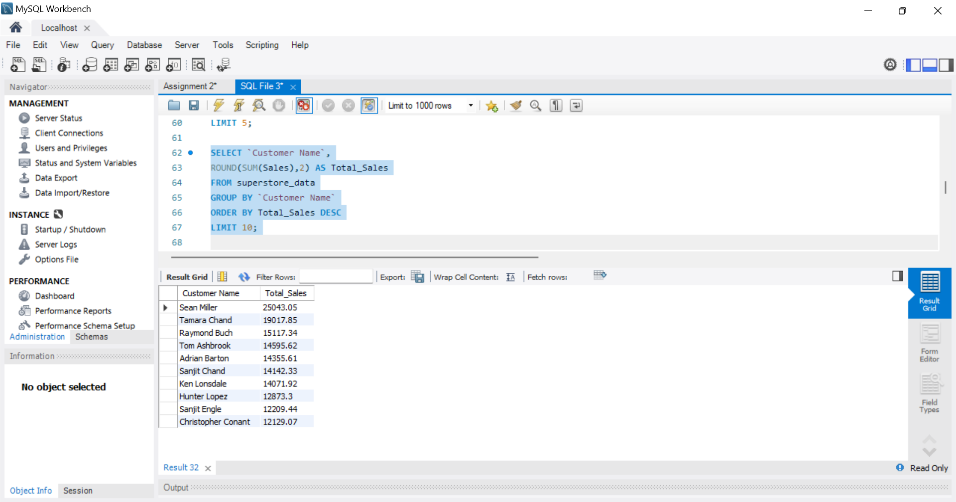 MySQL Workbench
Localhost
File Edit View Query Database Server Tools Scripting Help
Navigator
MANAGEMENT
Server Status
Client Connections
Users and Privileges
Status and System Variables
Data Export
Data Import/Restore
INSTANCE
Startup / Shutdown
Server Logs
Options File
PERFORMANCE
Dashboard
Performance Reports
Performance Schema Setup
Administration Schemas
Information
No object selected
Object Info Session
Assignment 2* SQL File 3*
Limit to 1000 rows
60 LIMIT 5;
61
62 SELECT `Customer Name`,
63 ROUND(SUM(Sales),2) AS Total_Sales
64 FROM superstore_data
65 GROUP BY `Customer Name`
66 ORDER BY Total_Sales DESC
67 LIMIT 10;
68
Result Grid Filter Rows: Export: Wrap Cell Content: IA Fetch rows:
Customer Name Total_Sales
Sean Miller 25043.05
Tamara Chand 19017.85
Raymond Buch 15117.34
Tom Ashbrook 14595.62
Adrian Barton 14355.61
Sanjit Chand 14142.33
Ken Lonsdale 14071.92
Hunter Lopez 12873.3
Sanjit Engle 12209.44
Christopher Conant 12129.07
Result
Grid
Form
Editor
Field
Types
Result 32
Read Only
Output